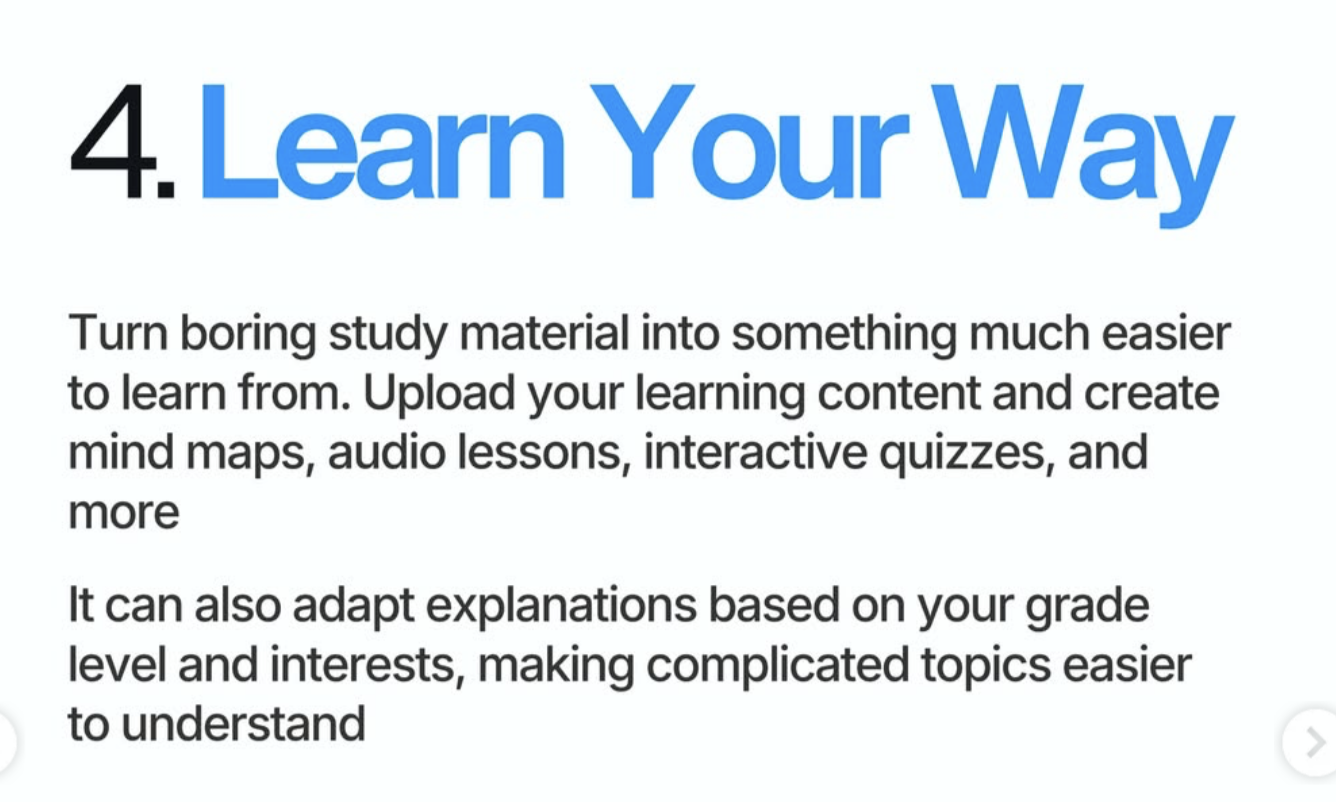 4. Learn Your Way
Turn boring study material into something much easier
to learn from. Upload your learning content and create
mind maps, audio lessons, interactive quizzes, and
more
It can also adapt explanations based on your grade
level and interests, making complicated topics easier
to understand